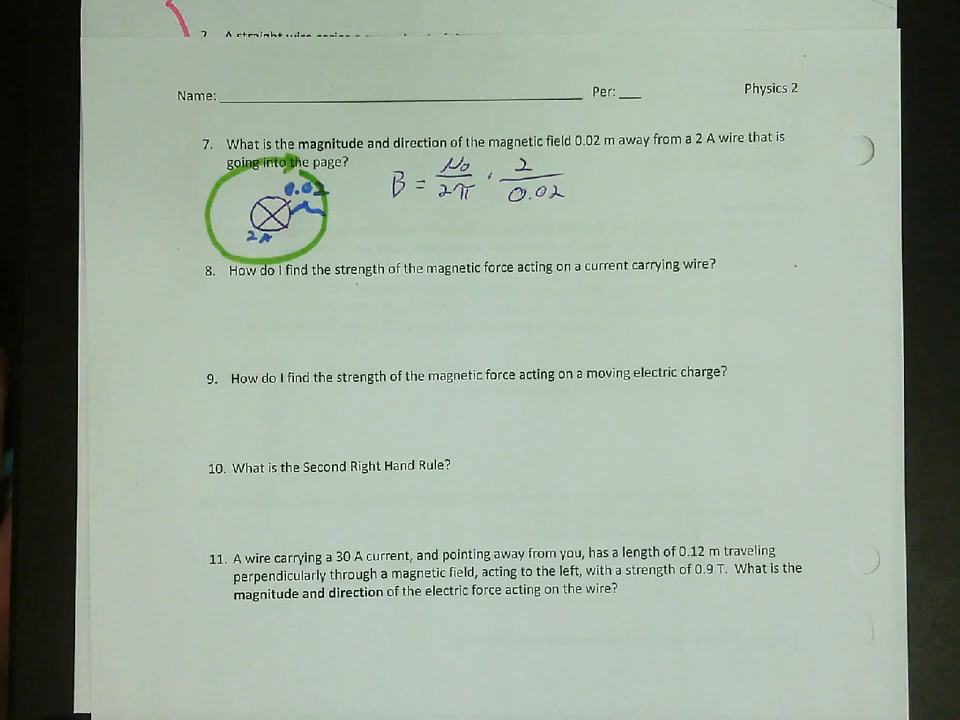 Name: Per: Physics 2
7. What is the magnitude and direction of the magnetic field 0.02 m away from a 2 A wire that is
going into the page?
0.02
2A
B = μ₀/2π · 2/0.02
8. How do I find the strength of the magnetic force acting on a current carrying wire?
9. How do I find the strength of the magnetic force acting on a moving electric charge?
10. What is the Second Right Hand Rule?
11. A wire carrying a 30 A current, and pointing away from you, has a length of 0.12 m traveling
perpendicularly through a magnetic field, acting to the left, with a strength of 0.9 T. What is the
magnitude and direction of the electric force acting on the wire?